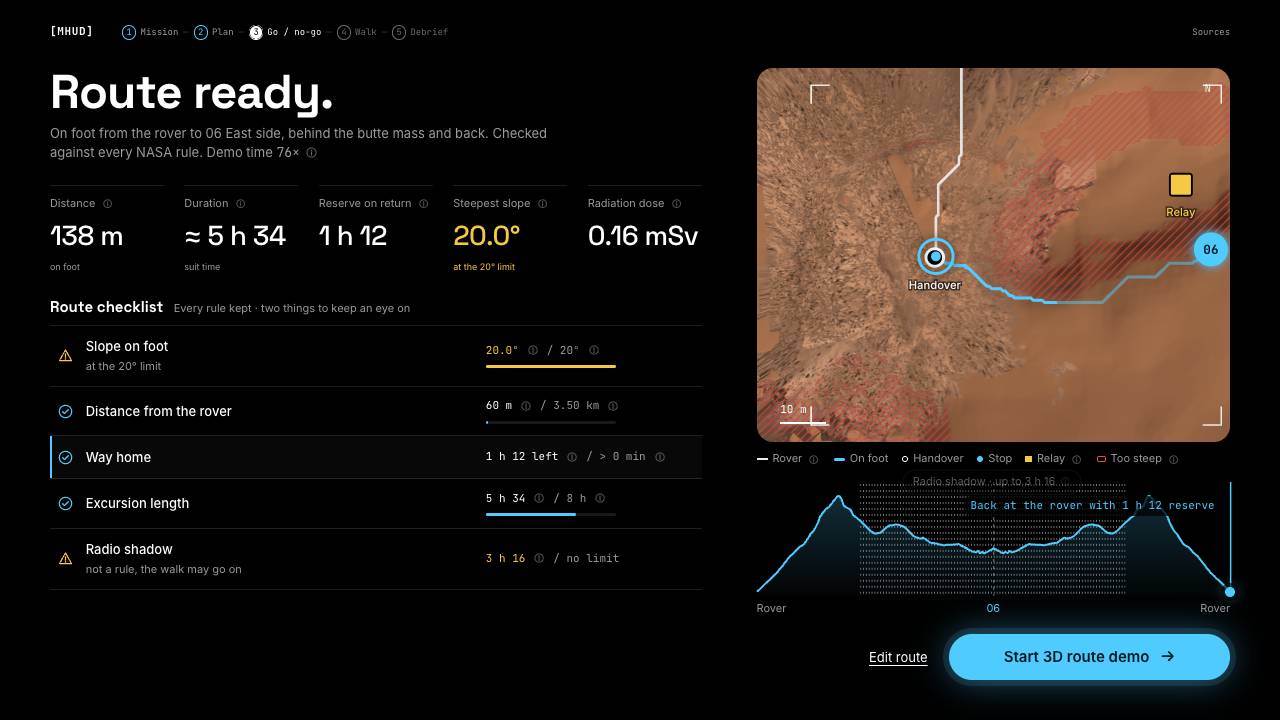 [MHUD]
1 Mission – 2 Plan – 3 Go / no-go – 4 Walk – 5 Debrief
Sources
Route ready.
On foot from the rover to 06 East side, behind the butte mass and back. Checked
against every NASA rule. Demo time 76× ⓘ
Distance ⓘ
138 m
on foot
Duration ⓘ
≈ 5 h 34
suit time
Reserve on return ⓘ
1 h 12
Steepest slope ⓘ
20.0°
at the 20° limit
Radiation dose ⓘ
0.16 mSv
Route checklist Every rule kept · two things to keep an eye on
Slope on foot
at the 20° limit
20.0° ⓘ / 20° ⓘ
Distance from the rover
60 m ⓘ / 3.50 km ⓘ
Way home
1 h 12 left ⓘ / > 0 min ⓘ
Excursion length
5 h 34 ⓘ / 8 h ⓘ
Radio shadow
not a rule, the walk may go on
3 h 16 ⓘ / no limit
N
Relay
06
Handover
10 m
Rover ⓘ On foot Handover Stop Relay ⓘ Too steep ⓘ
Radio shadow · up to 3 h 16 ⓘ
Back at the rover with 1 h 12 reserve
Rover 06 Rover
Edit route
Start 3D route demo →